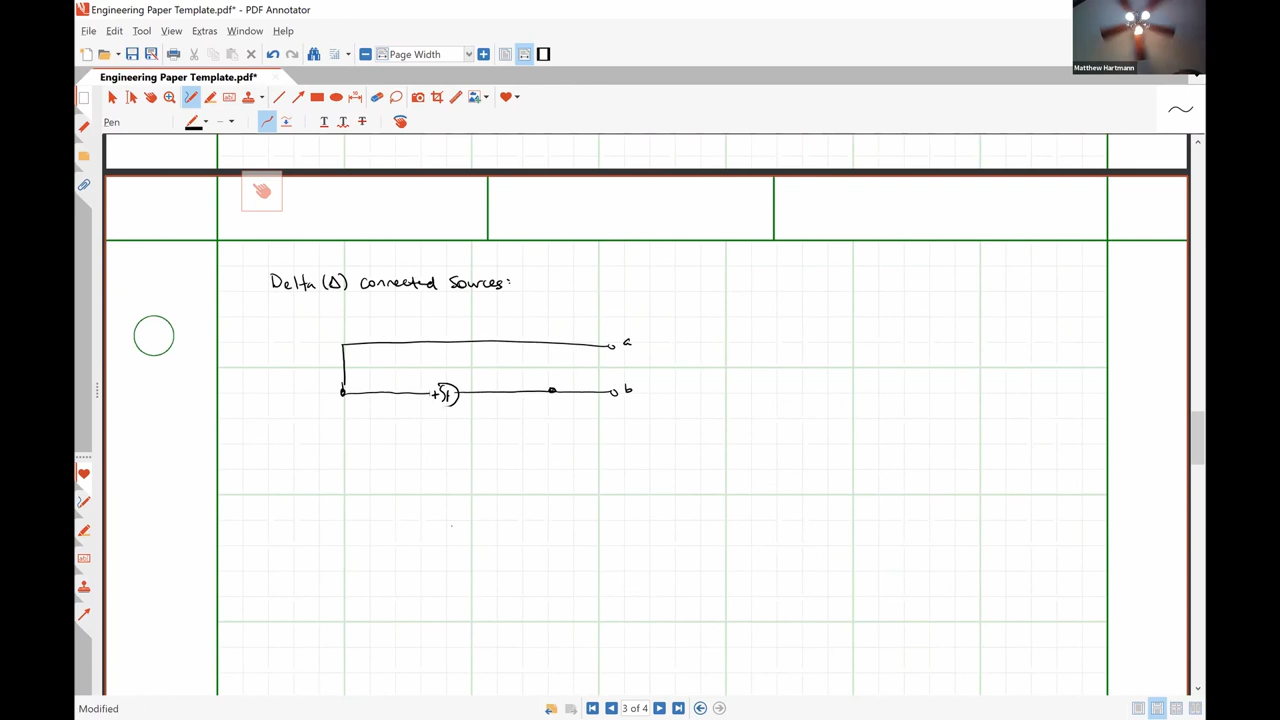 Engineering Paper Template.pdf* - PDF Annotator
File Edit Tool View Extras Window Help
Page Width
Matthew Hartmann
Engineering Paper Template.pdf*
Pen
Delta (Δ) connected sources:
a
+
b
3 of 4
Modified